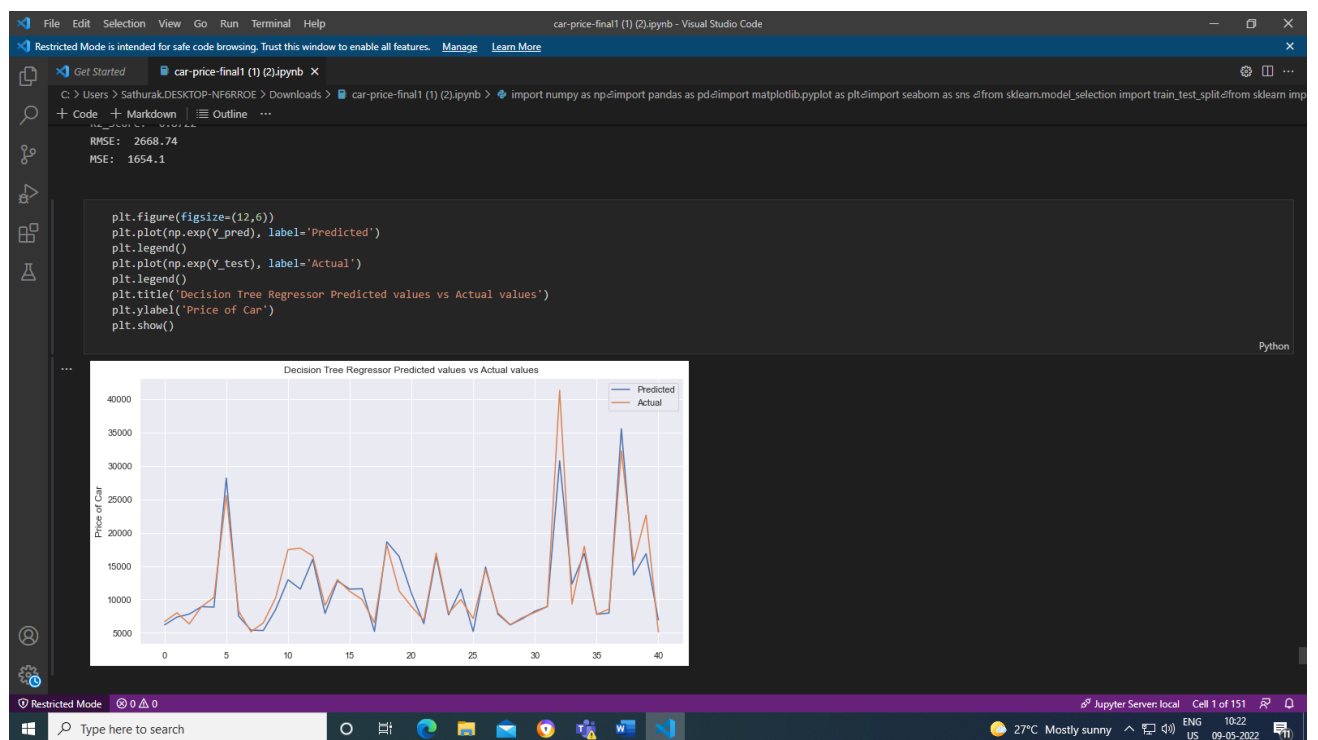 File Edit Selection View Go Run Terminal Help
car-price-final1 (1) (2).ipynb - Visual Studio Code
Restricted Mode is intended for safe code browsing. Trust this window to enable all features. Manage Learn More
Get Started
car-price-final1 (1) (2).ipynb
C: > Users > Sathurak.DESKTOP-NF6RROE > Downloads > car-price-final1 (1) (2).ipynb > import numpy as np⏎import pandas as pd⏎import matplotlib.pyplot as plt⏎import seaborn as sns ⏎from sklearn.model_selection import train_test_split⏎from sklearn imp
+ Code + Markdown Outline ...
RMSE: 2668.74
MSE: 1654.1
plt.figure(figsize=(12,6))
plt.plot(np.exp(Y_pred), label='Predicted')
plt.legend()
plt.plot(np.exp(Y_test), label='Actual')
plt.legend()
plt.title('Decision Tree Regressor Predicted values vs Actual values')
plt.ylabel('Price of Car')
plt.show()
Python
...
Decision Tree Regressor Predicted values vs Actual values
Predicted
Actual
Price of Car
40000
35000
30000
25000
20000
15000
10000
5000
0 5 10 15 20 25 30 35 40
Restricted Mode 0 0
Jupyter Server: local Cell 1 of 151
Type here to search
27°C Mostly sunny
ENG
US
10:22
09-05-2022
11